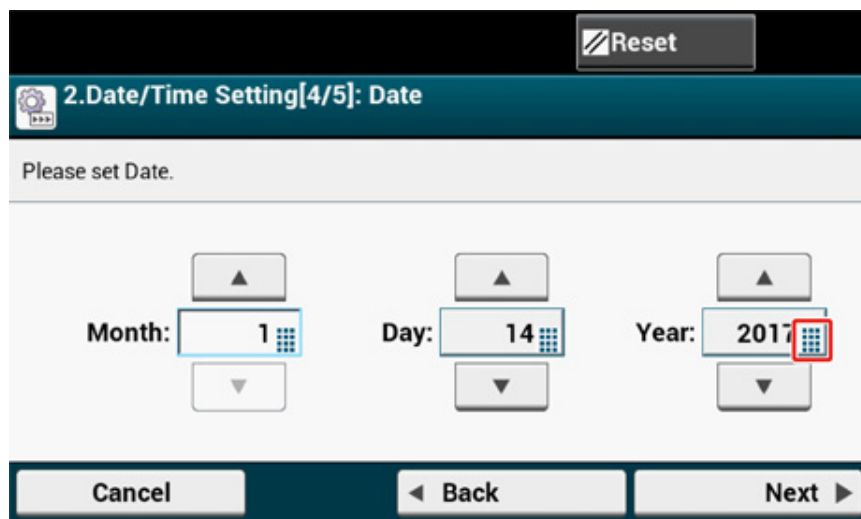 Reset
2.Date/Time Setting[4/5]: Date
Please set Date.
Month: 1 Day: 14 Year: 2017
Cancel Back Next